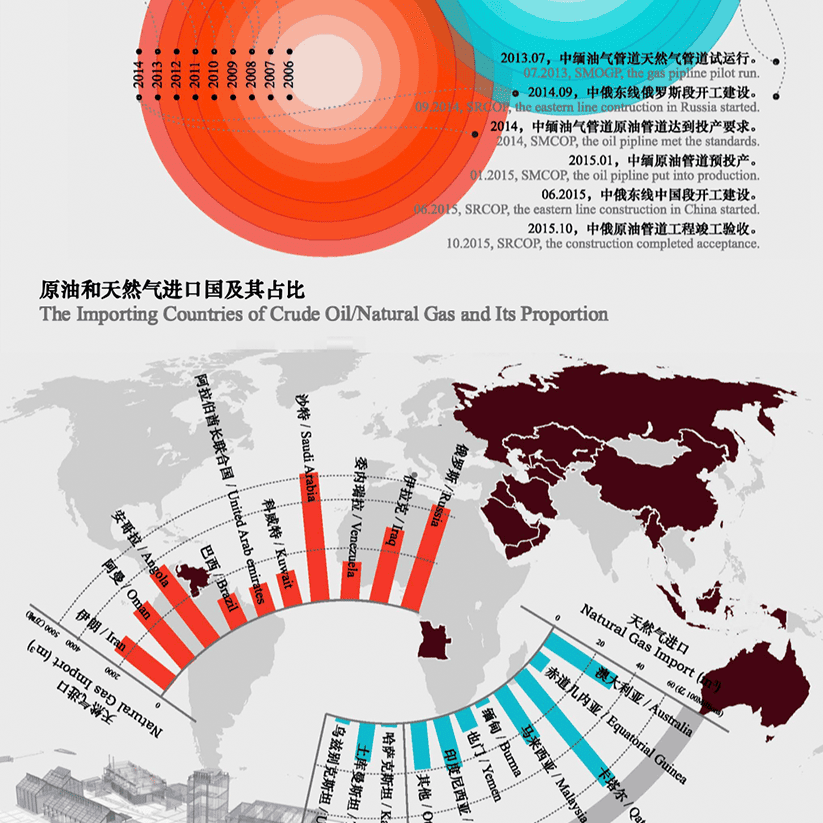 2014
2013
2012
2011
2010
2009
2008
2007
2006
2013.07，中缅油气管道天然气管道试运行。
07.2013, SMOGP, the gas pipline pilot run.
2014.09，中俄东线俄罗斯段开工建设。
09.2014, SRCOP, the eastern line contruction in Russia started.
2014，中缅油气管道原油管道达到投产要求。
2014, SMCOP, the oil pipline met the standards.
2015.01，中缅原油管道预投产。
01.2015, SMCOP, the oil pipline put into production.
06.2015，中俄东线中国段开工建设。
06.2015, SRCOP, the eastern line construction in China started.
2015.10，中俄原油管道工程竣工验收。
10.2015, SRCOP, the construction completed acceptance.
原油和天然气进口国及其占比
The Importing Countries of Crude Oil/Natural Gas and Its Proportion
伊朗 / Iran
阿曼 / Oman
安哥拉 / Angola
巴西 / Brazil
阿拉伯酋长联合国 / United Arab emirates
科威特 / Kuwait
沙特 / Saudi Arabia
委内瑞拉 / Venezuela
伊拉克 / Iraq
俄罗斯 / Russia
0
2000
4000
5000
天然气进口
Natural Gas Import (m³)
天然气进口
Natural Gas Import (m³)
0
20
40
60 (亿
澳大利亚 / Australia
赤道几内亚 / Equatorial Guinea
卡塔尔 / Qat
马来西亚 / Malaysia
缅甸 / Burma
也门 / Yemen
印度尼西亚 /
其他 / O
哈萨克斯坦 / Ka
土库曼斯坦 /
乌兹别克斯坦 / U